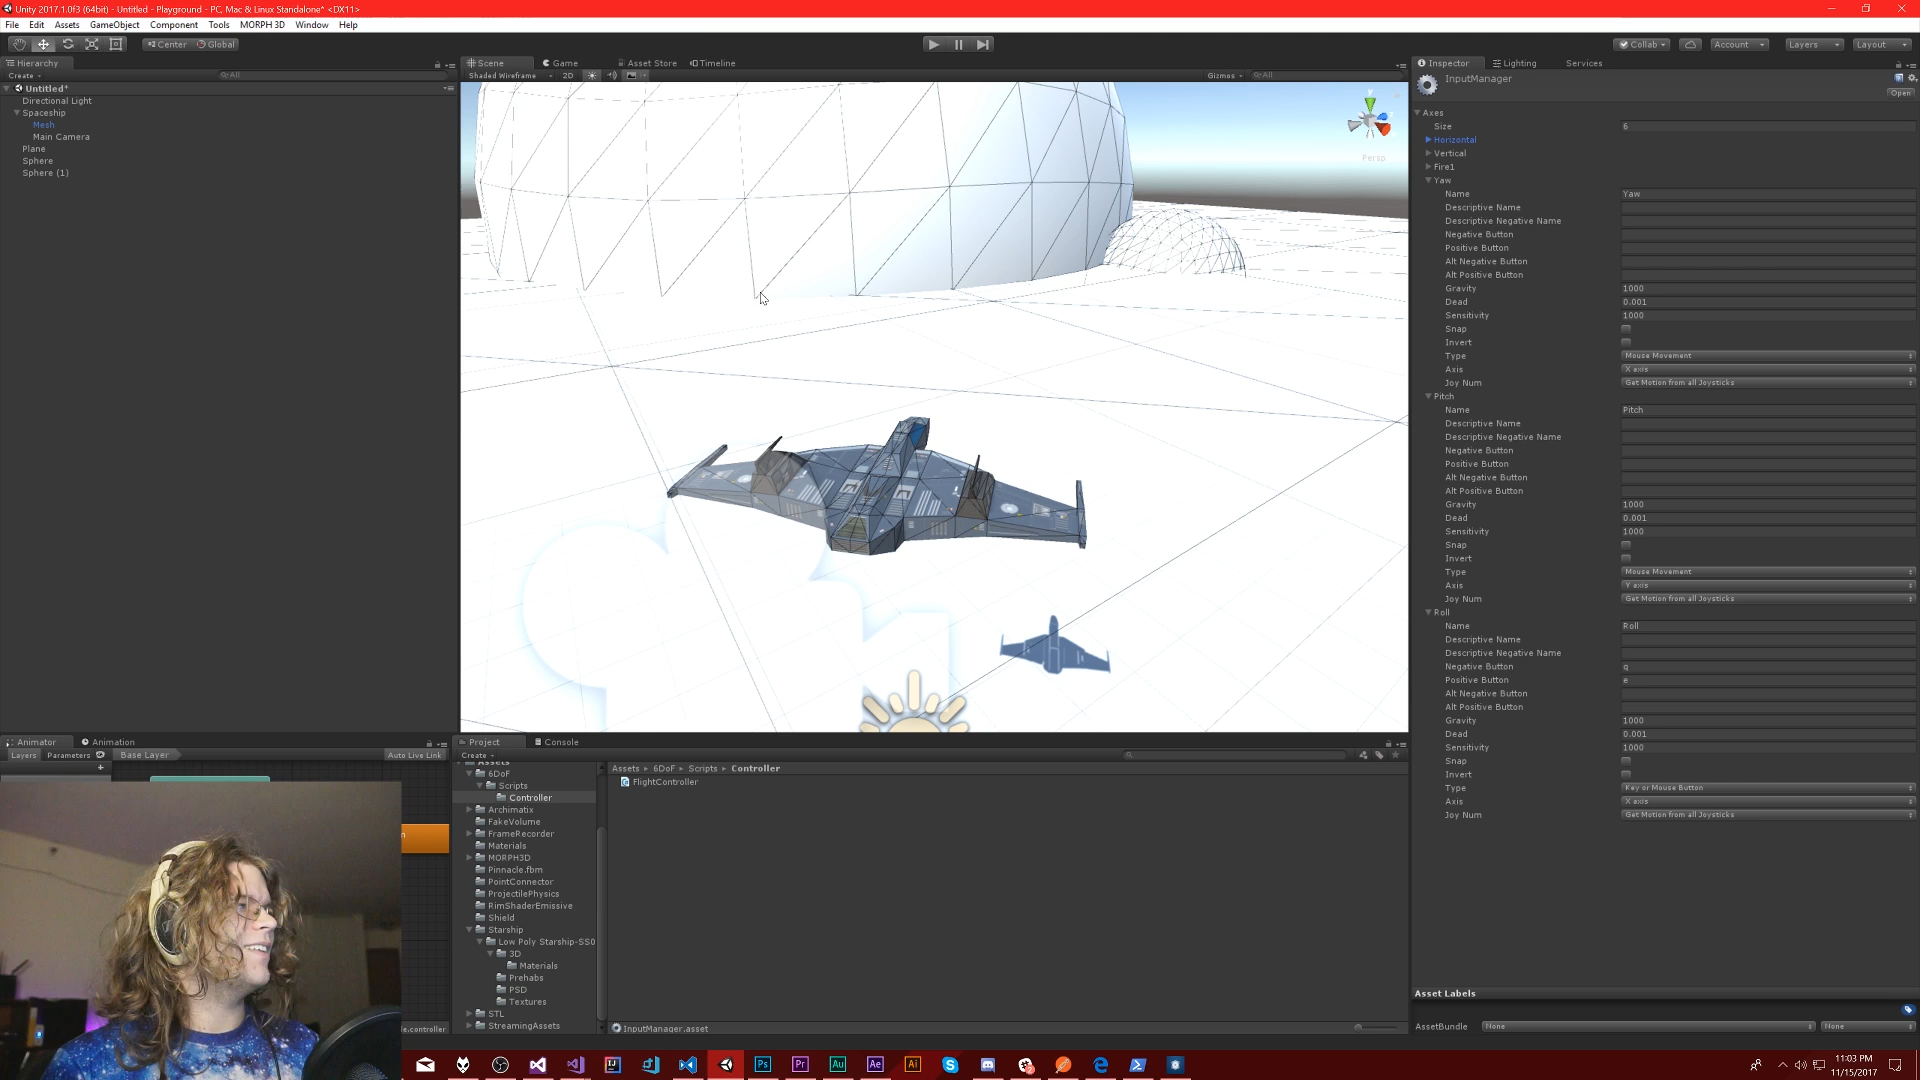 Unity 2017.1.0f3 (64bit) - Untitled - Playground - PC, Mac & Linux Standalone* <DX11>
File Edit Assets GameObject Component Tools MORPH 3D Window Help
Center Global
Collab Account Layers Layout
Hierarchy
Create All
Untitled*
Directional Light
Spaceship
Mesh
Main Camera
Plane
Sphere
Sphere (1)
Scene Game Asset Store Timeline
Shaded Wireframe 2D Gizmos All
y
Persp
Inspector Lighting Services
InputManager
Open
Axes
Size 6
Horizontal
Vertical
Fire1
Yaw
Name Yaw
Descriptive Name
Descriptive Negative Name
Negative Button
Positive Button
Alt Negative Button
Alt Positive Button
Gravity 1000
Dead 0.001
Sensitivity 1000
Snap
Invert
Type Mouse Movement
Axis X axis
Joy Num Get Motion from all Joysticks
Pitch
Name Pitch
Descriptive Name
Descriptive Negative Name
Negative Button
Positive Button
Alt Negative Button
Alt Positive Button
Gravity 1000
Dead 0.001
Sensitivity 1000
Snap
Invert
Type Mouse Movement
Axis Y axis
Joy Num Get Motion from all Joysticks
Roll
Name Roll
Descriptive Name
Descriptive Negative Name
Negative Button q
Positive Button e
Alt Negative Button
Alt Positive Button
Gravity 1000
Dead 0.001
Sensitivity 1000
Snap
Invert
Type Key or Mouse Button
Axis X axis
Joy Num Get Motion from all Joysticks
Asset Labels
AssetBundle None None
Animator Animation
Layers Parameters Base Layer Auto Live Link
Project Console
Create
Assets
6DoF
Scripts
Controller
Archimatix
FakeVolume
FrameRecorder
Materials
MORPH3D
Pinnacle.fbm
PointConnector
ProjectilePhysics
RimShaderEmissive
Shield
Starship
Low Poly Starship-SS0
3D
Materials
Prehabs
PSD
Textures
STL
StreamingAssets
Assets 6DoF Scripts Controller
FlightController
InputManager.asset
le.controller
Ps Pr Au Ae Ai
11:03 PM
11/15/2017